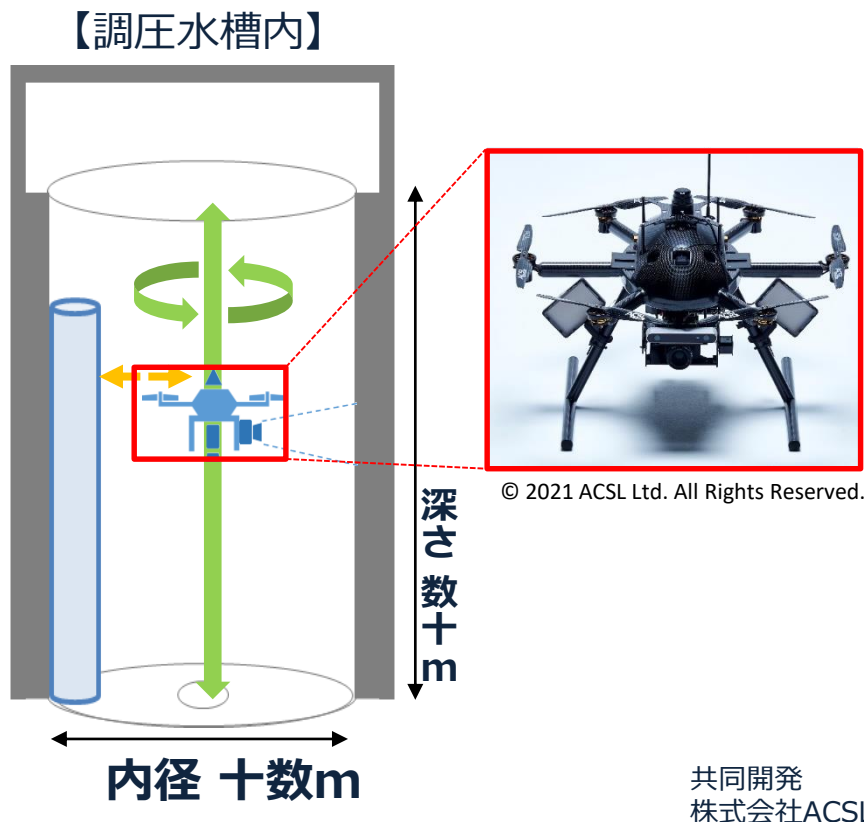 【調圧水槽内】
© 2021 ACSL Ltd. All Rights Reserved.
深さ 数十m
内径 十数m
共同開発
株式会社ACSL